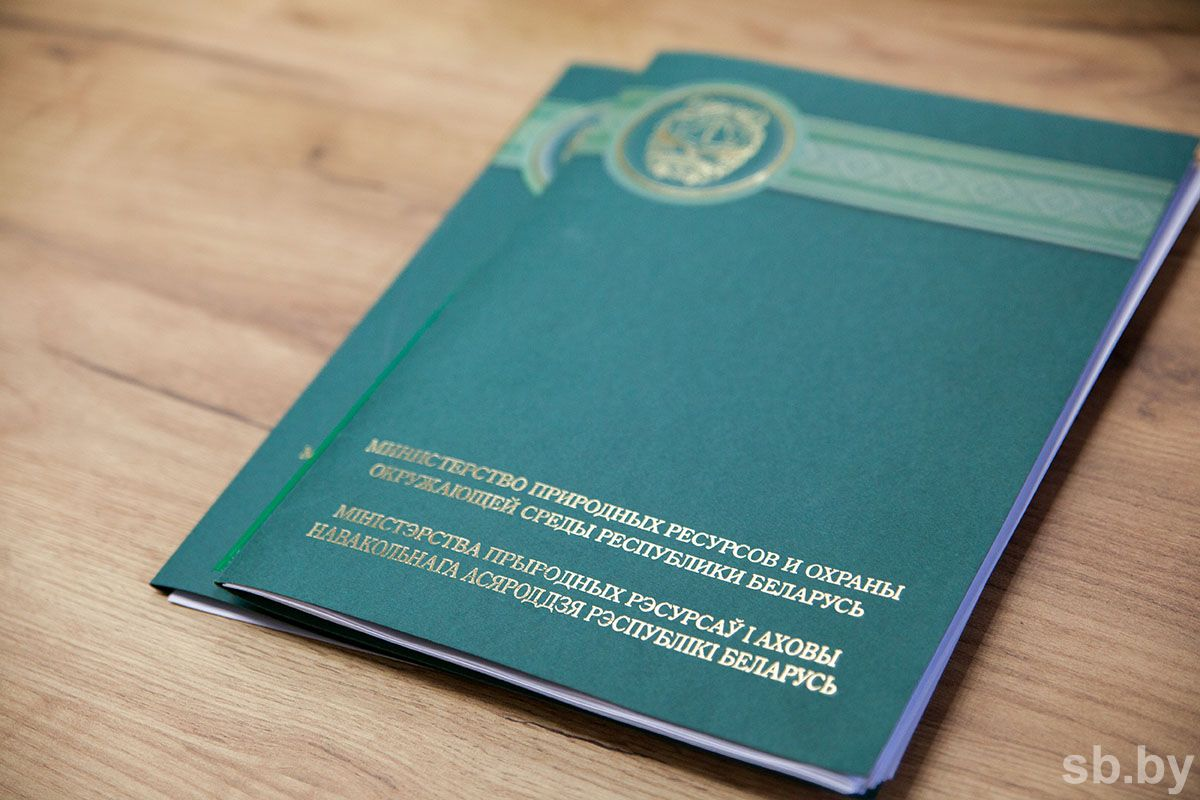 МИНИСТЕРСТВО ПРИРОДНЫХ РЕСУРСОВ И ОХРАНЫ
ОКРУЖАЮЩЕЙ СРЕДЫ РЕСПУБЛИКИ БЕЛАРУСЬ
МІНІСТЭРСТВА ПРЫРОДНЫХ РЭСУРСАЎ І АХОВЫ
НАВАКОЛЬНАГА АСЯРОДДЗЯ РЭСПУБЛІКІ БЕЛАРУСЬ
sb.by